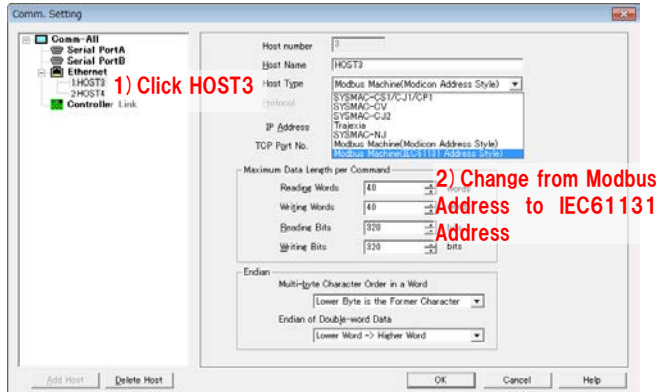 Comm. Setting
Comm-All
Serial PortA
Serial PortB
Ethernet
1:HOST3
2:HOST4
Controller Link
1) Click HOST3
Host number
3
Host Name
HOST3
Host Type
Modbus Machine(Modicon Address Style)
Protocol
SYSMAC-CS1/CJ1/CP1
SYSMAC-CV
SYSMAC-CJ2
Trajexia
SYSMAC-NJ
Modbus Machine(Modicon Address Style)
Modbus Machine(IEC61131 Address Style)
IP Address
TCP Port No.
Maximum Data Length per Command
Reading Words
40
words
Writing Words
40
Reading Bits
320
Writing Bits
320
bits
2) Change from Modbus
Address to IEC61131
Address
Endian
Multi-byte Character Order in a Word
Lower Byte is the Former Character
Endian of Double-word Data
Lower Word -> Higher Word
Add Host
Delete Host
OK
Cancel
Help